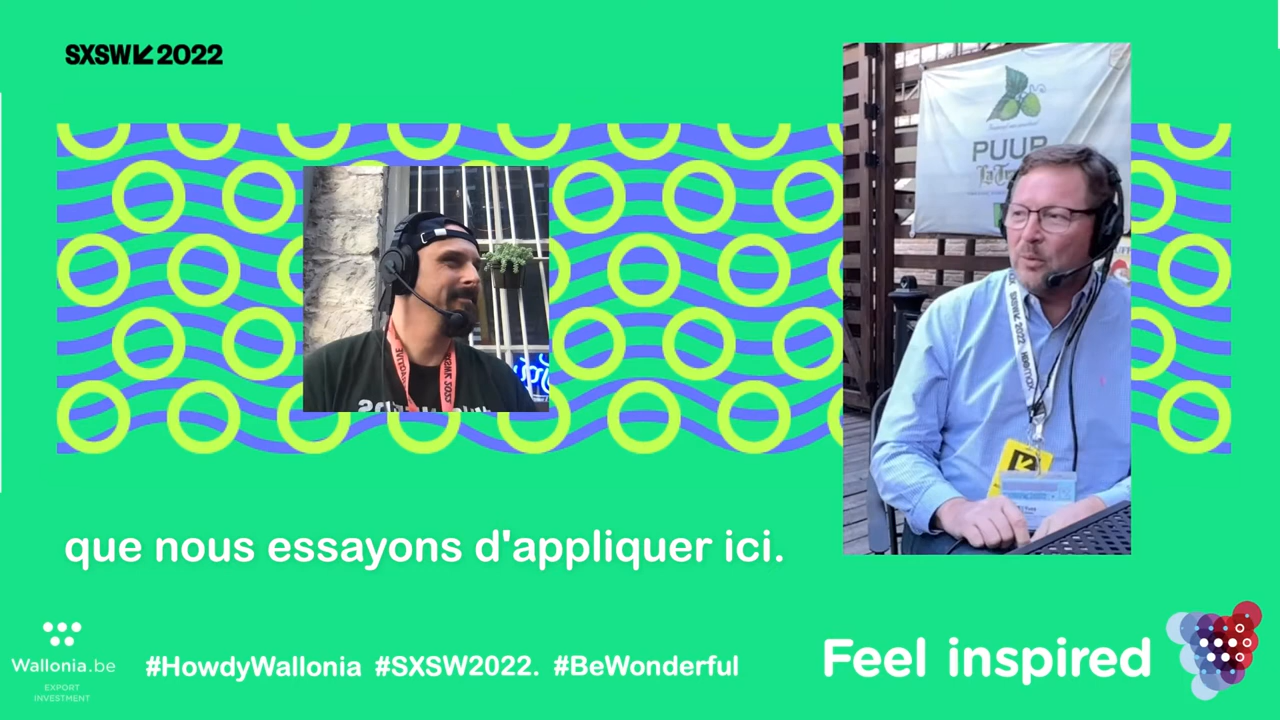 SXSW 2022
PUUR
que nous essayons d'appliquer ici.
Wallonia.be
EXPORT
INVESTMENT
#HowdyWallonia #SXSW2022. #BeWonderful
Feel inspired